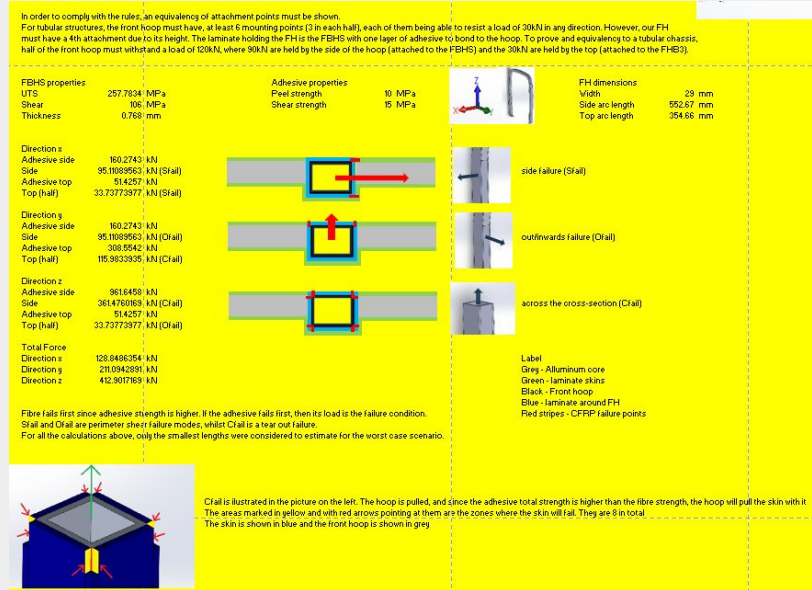 In order to comply with the rules, an equivalency of attachment points must be shown.
For tubular structures, the front hoop must have, at least 6 mounting points (3 in each half), each of them being able to resist a load of 30kN in any direction. However, our FH
must have a 4th attachment due to its height. The laminate holding the FH is the FBHS with one layer of adhesive to bond to the hoop. To prove and equivalency to a tubular chassis,
half of the front hoop must withstand a load of 120kN, where 90kN are held by the side of the hoop (attached to the FBHS) and the 30kN are held by the top (attached to the FHB3).
FBHS properties
UTS 257.7834 MPa
Shear 106 MPa
Thickness 0.768 mm
Adhesive properties
Peel strength 10 MPa
Shear strength 15 MPa
Z
X
Y
FH dimensions
Width 29 mm
Side arc length 552.67 mm
Top arc length 354.66 mm
Direction x
Adhesive side 160.2743 kN
Side 95.11089563 kN (Sfail)
Adhesive top 51.4257 kN
Top (half) 33.73773977 kN (Sfail)
side failure (Sfail)
Direction y
Adhesive side 160.2743 kN
Side 95.11089563 kN (Ofail)
Adhesive top 308.5542 kN
Top (half) 115.9833935 kN (Cfail)
out/inwards failure (Ofail)
Direction z
Adhesive side 961.6458 kN
Side 361.4760169 kN (Cfail)
Adhesive top 51.4257 kN
Top (half) 33.73773977 kN (Ofail)
across the cross-section (Cfail)
Total Force
Direction x 128.8486354 kN
Direction y 211.0942891 kN
Direction z 412.9017169 kN
Label
Grey - Alluminum core
Green - laminate skins
Black - Front hoop
Blue - laminate around FH
Red stripes - CFRP failure points
Fibre fails first since adhesive strength is higher. If the adhesive fails first, then its load is the failure condition.
Sfail and Ofail are perimeter shear failure modes, whilst Cfail is a tear out failure.
For all the calculations above, only the smallest lengths were considered to estimate for the worst case scenario.
Cfail is ilustrated in the picture on the left. The hoop is pulled, and since the adhesive total strength is higher than the fibre strength, the hoop will pull the skin with it
The areas marked in yellow and with red arrows pointing at them are the zones where the skin will fail. They are 8 in total
The skin is shown in blue and the front hoop is shown in grey